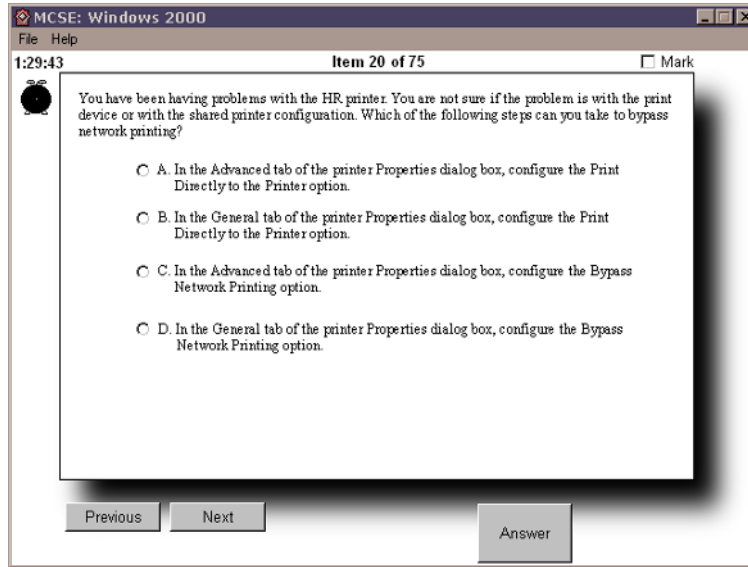 MCSE: Windows 2000
File Help
1:29:43
Item 20 of 75
Mark
You have been having problems with the HR printer. You are not sure if the problem is with the print
device or with the shared printer configuration. Which of the following steps can you take to bypass
network printing?
A. In the Advanced tab of the printer Properties dialog box, configure the Print
Directly to the Printer option.
B. In the General tab of the printer Properties dialog box, configure the Print
Directly to the Printer option.
C. In the Advanced tab of the printer Properties dialog box, configure the Bypass
Network Printing option.
D. In the General tab of the printer Properties dialog box, configure the Bypass
Network Printing option.
Previous
Next
Answer